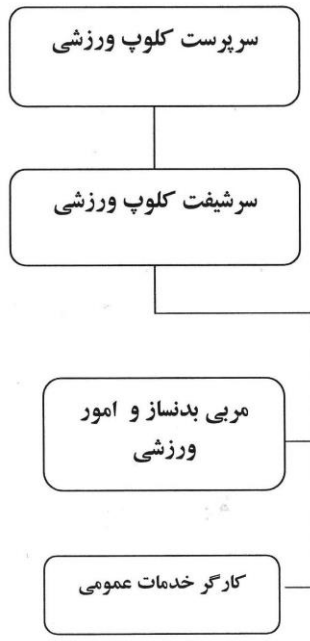 سرپرست کلوپ ورزشی
سرشیفت کلوپ ورزشی
مربی بدنساز و امور
ورزشی
کارگر خدمات عمومی